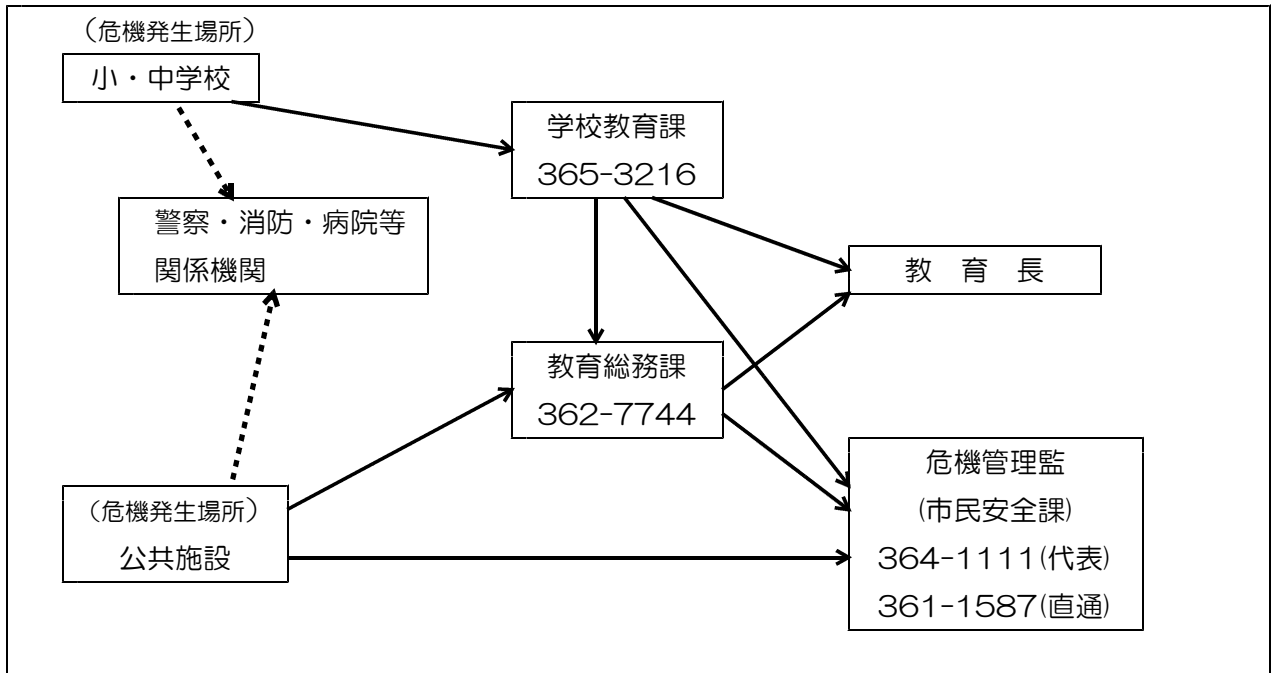 （危機発生場所）
小・中学校
学校教育課
365-3216
警察・消防・病院等
関係機関
教　育　長
教育総務課
362-7744
危機管理監
(市民安全課)
364-1111(代表)
361-1587(直通)
（危機発生場所）
公共施設